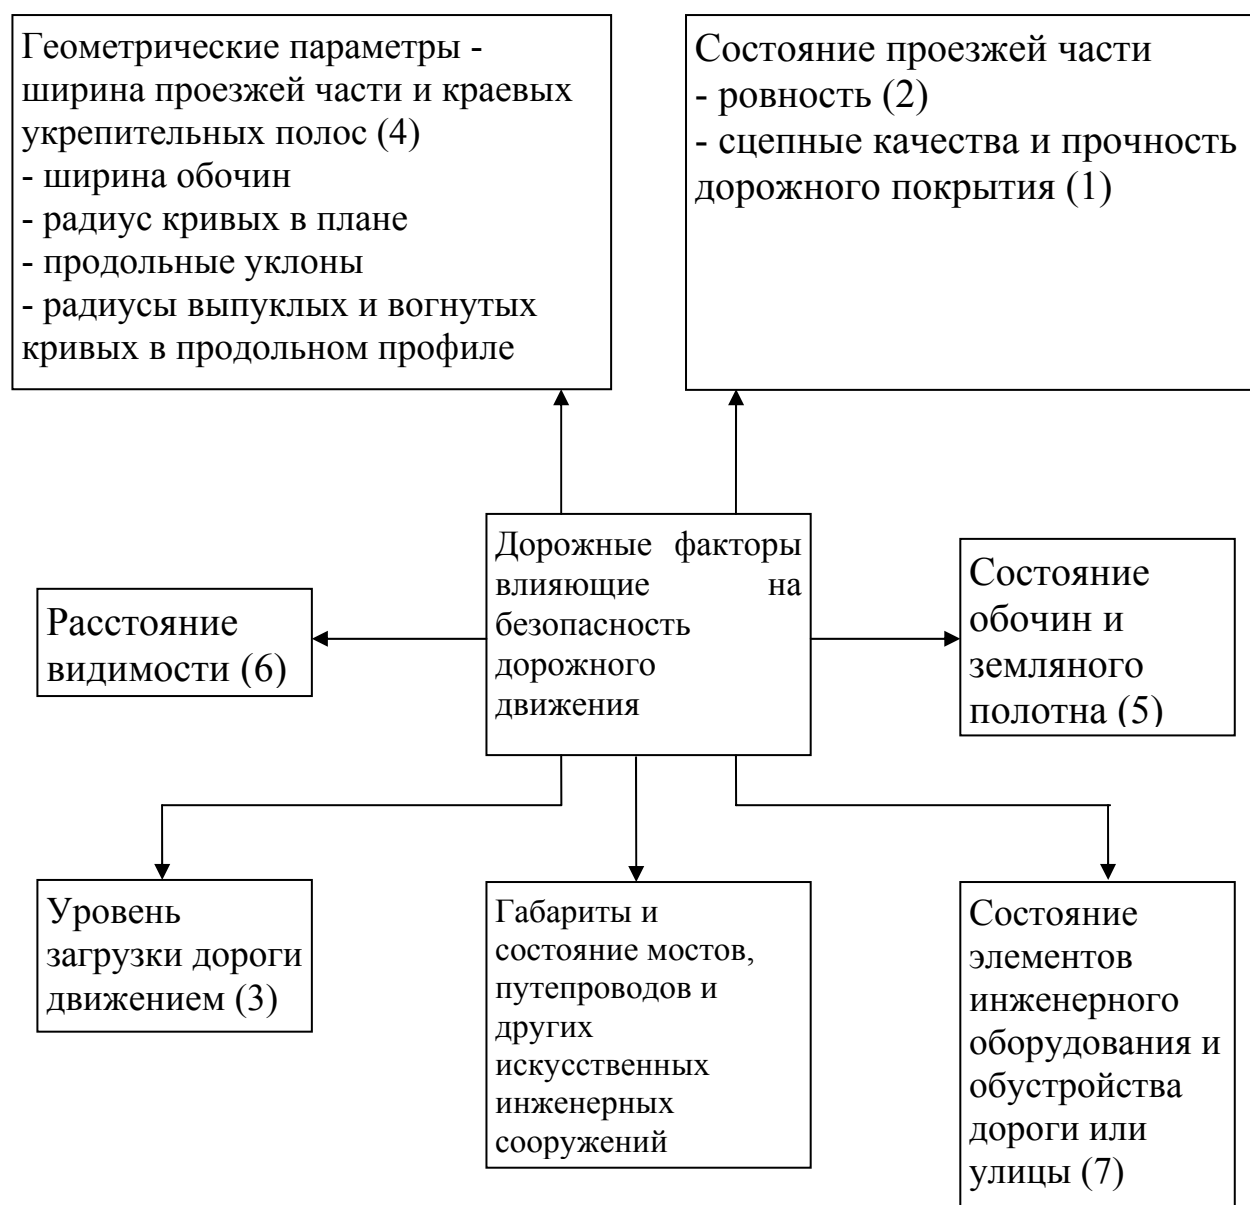 Геометрические параметры -
ширина проезжей части и краевых
укрепительных полос (4)
- ширина обочин
- радиус кривых в плане
- продольные уклоны
- радиусы выпуклых и вогнутых
кривых в продольном профиле
Состояние проезжей части
- ровность (2)
- сцепные качества и прочность
дорожного покрытия (1)
Дорожные факторы
влияющие на
безопасность
дорожного
движения
Расстояние
видимости (6)
Состояние
обочин и
земляного
полотна (5)
Уровень
загрузки дороги
движением (3)
Габариты и
состояние мостов,
путепроводов и
других
искусственных
инженерных
сооружений
Состояние
элементов
инженерного
оборудования и
обустройства
дороги или
улицы (7)